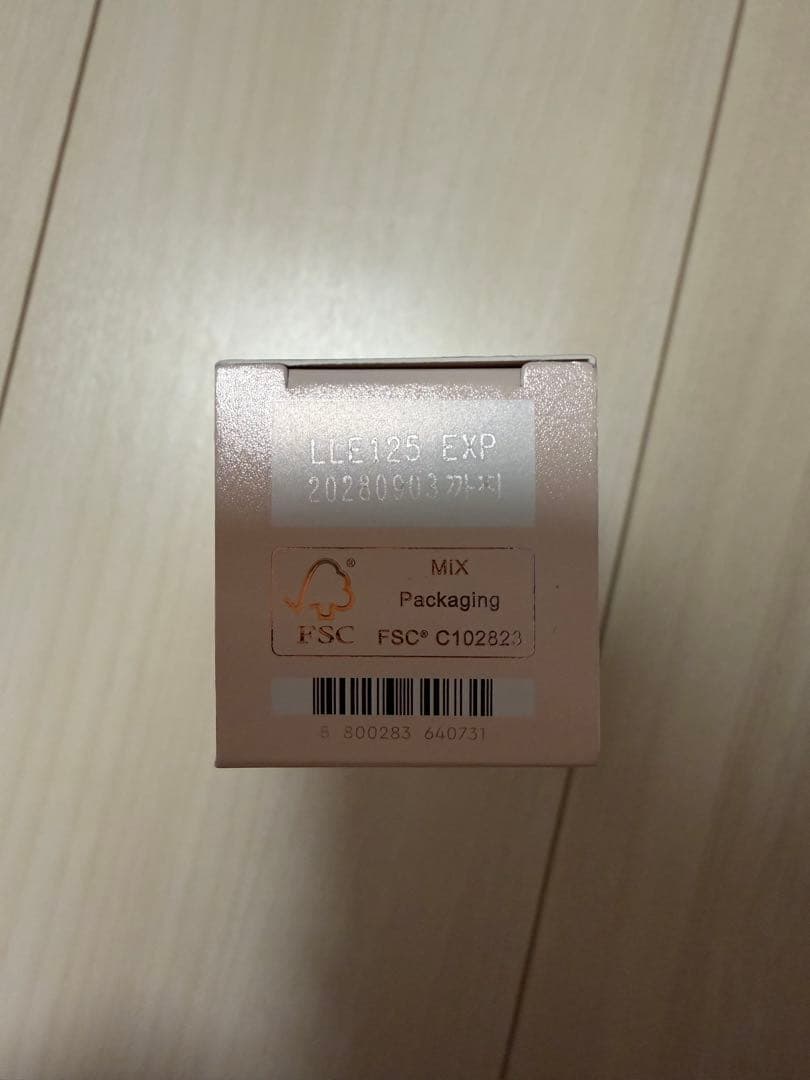 LLE125 EXP
20280903까지
FSC®
MIX
Packaging
FSC® C102823
8 800283 640731